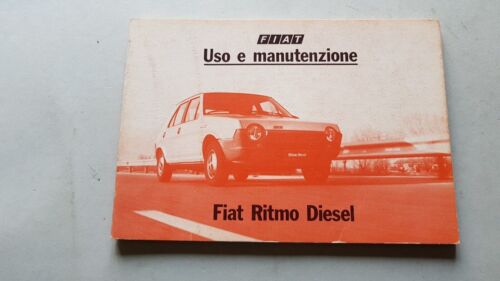 FIAT
Uso e manutenzione
Fiat Ritmo Diesel